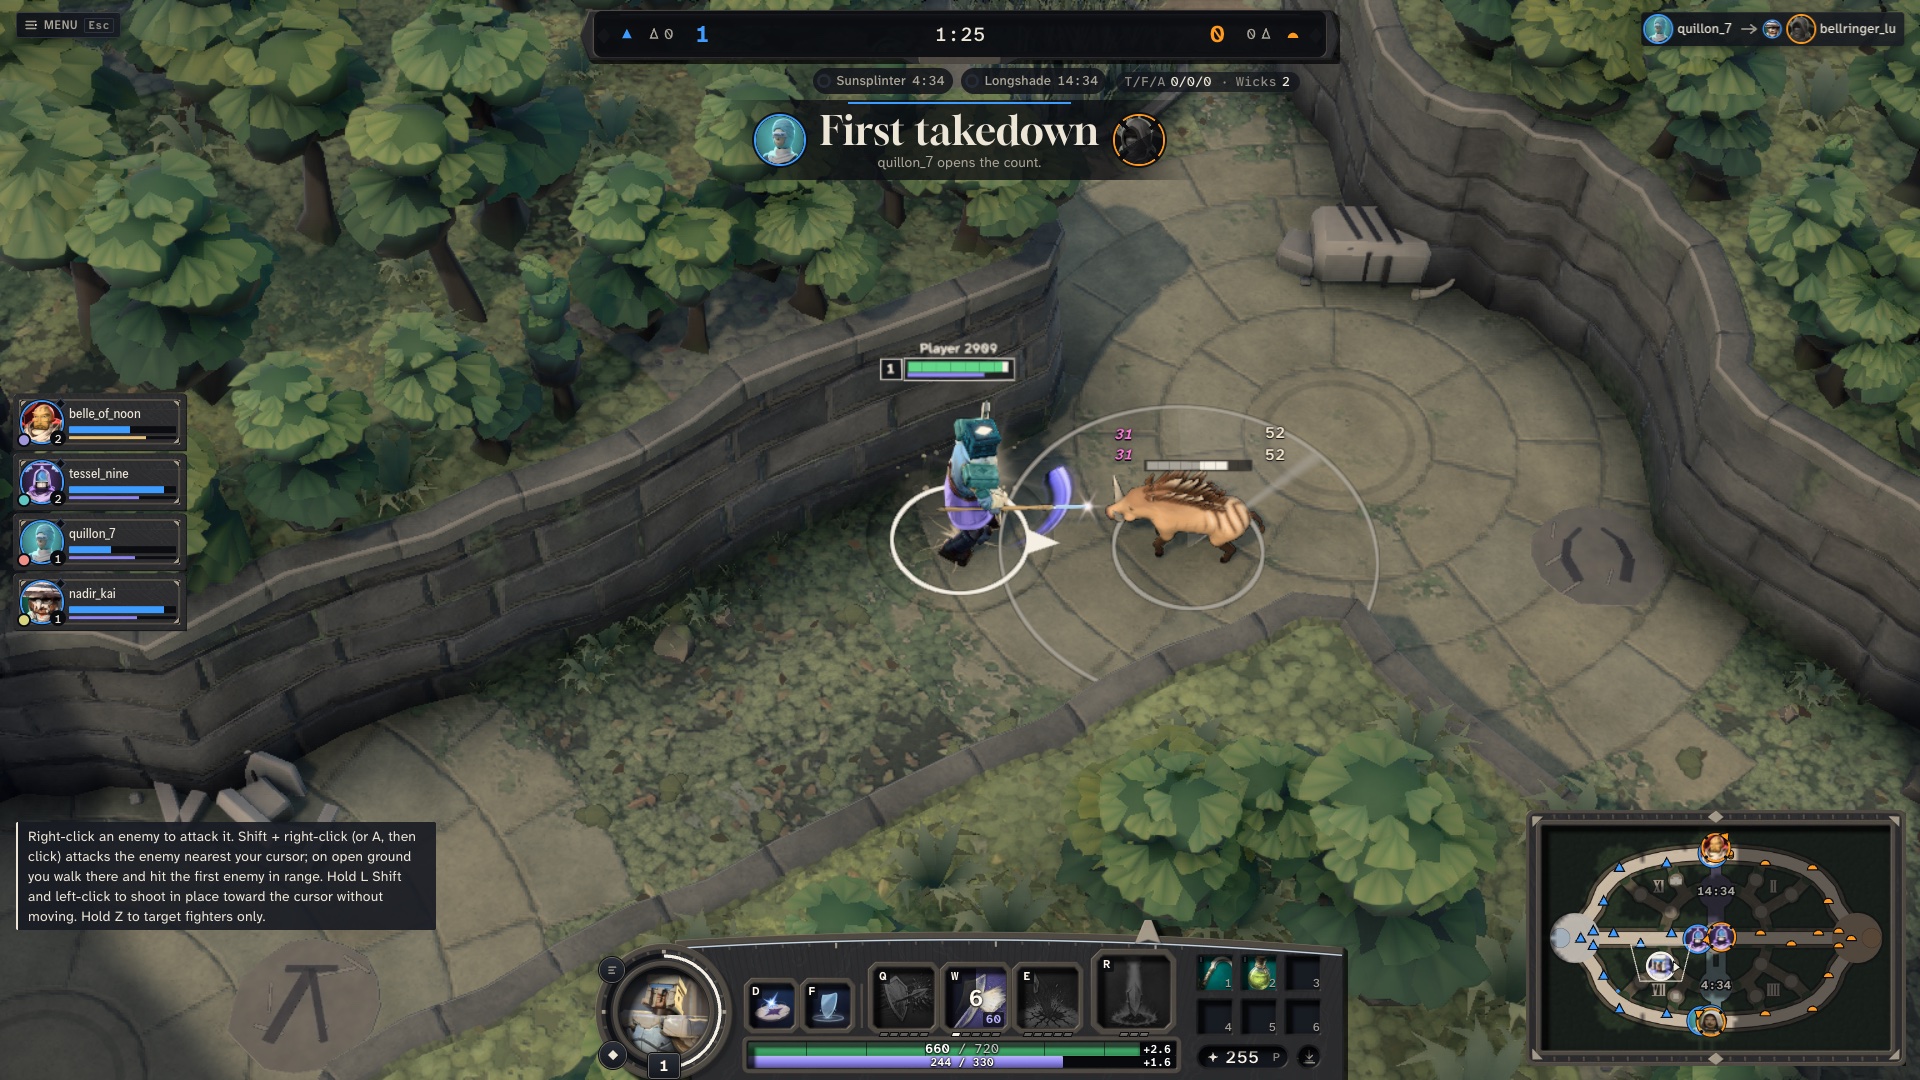 MENU Esc
Δ 0 1 1:25 0 0 Δ
quillon_7 → bellringer_lu
Sunsplinter 4:34 Longshade 14:34 T/F/A 0/0/0 · Wicks 2
First takedown
quillon_7 opens the count.
Player 2909
1
31 52
31 52
belle_of_noon
2
tessel_nine
2
quillon_7
1
nadir_kai
1
Right-click an enemy to attack it. Shift + right-click (or A, then
click) attacks the enemy nearest your cursor; on open ground
you walk there and hit the first enemy in range. Hold L Shift
and left-click to shoot in place toward the cursor without
moving. Hold Z to target fighters only.
XI II
14:34
4:34
VII IIII
D F Q W E R
6
60
1 2 3
4 5 6
660 / 720 +2.6
244 / 330 +1.6
1
255 P